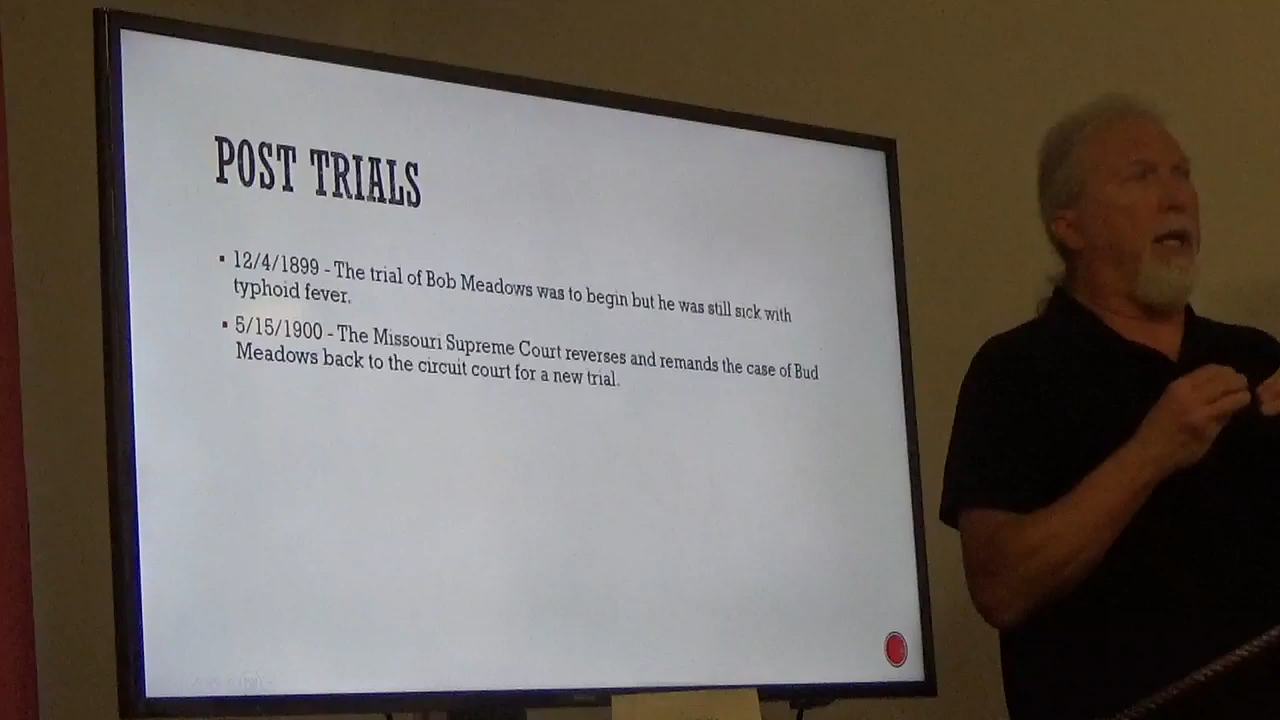 POST TRIALS
▪ 12/4/1899 - The trial of Bob Meadows was to begin but he was still sick with
typhoid fever.
▪ 5/15/1900 - The Missouri Supreme Court reverses and remands the case of Bud
Meadows back to the circuit court for a new trial.